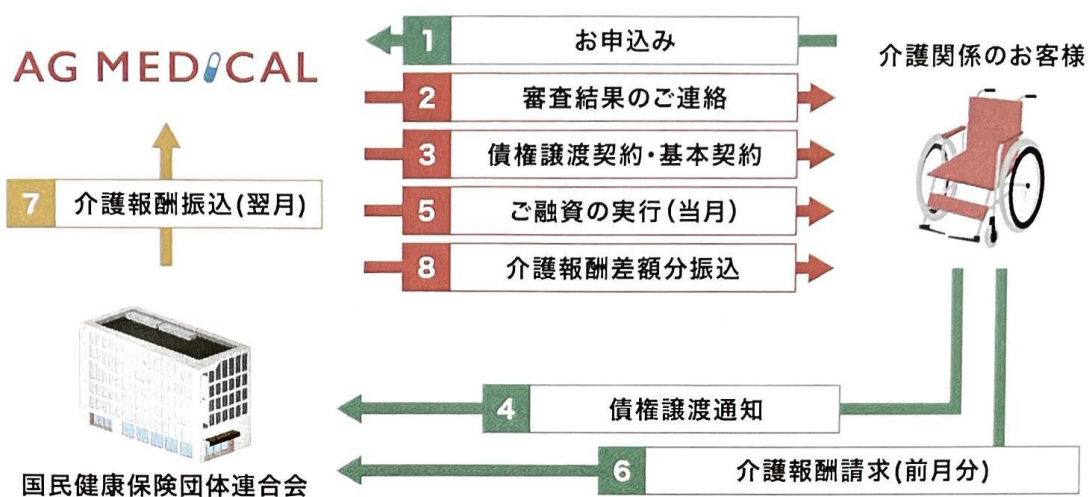 1 お申込み
AG MEDICAL
介護関係のお客様
2 審査結果のご連絡
3 債権譲渡契約・基本契約
7 介護報酬振込(翌月)
5 ご融資の実行(当月)
8 介護報酬差額分振込
4 債権譲渡通知
6 介護報酬請求(前月分)
国民健康保険団体連合会